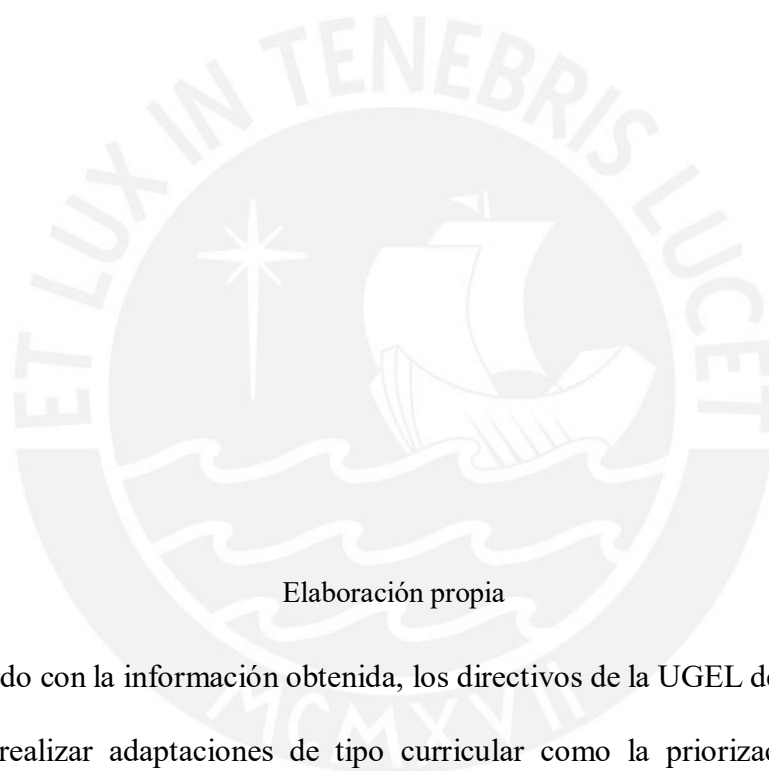 ET LUX IN TENEBRIS LUCET
Elaboración propia
do con la información obtenida, los directivos de la UGEL d
realizar adaptaciones de tipo curricular como la prioriza
MCMXVII